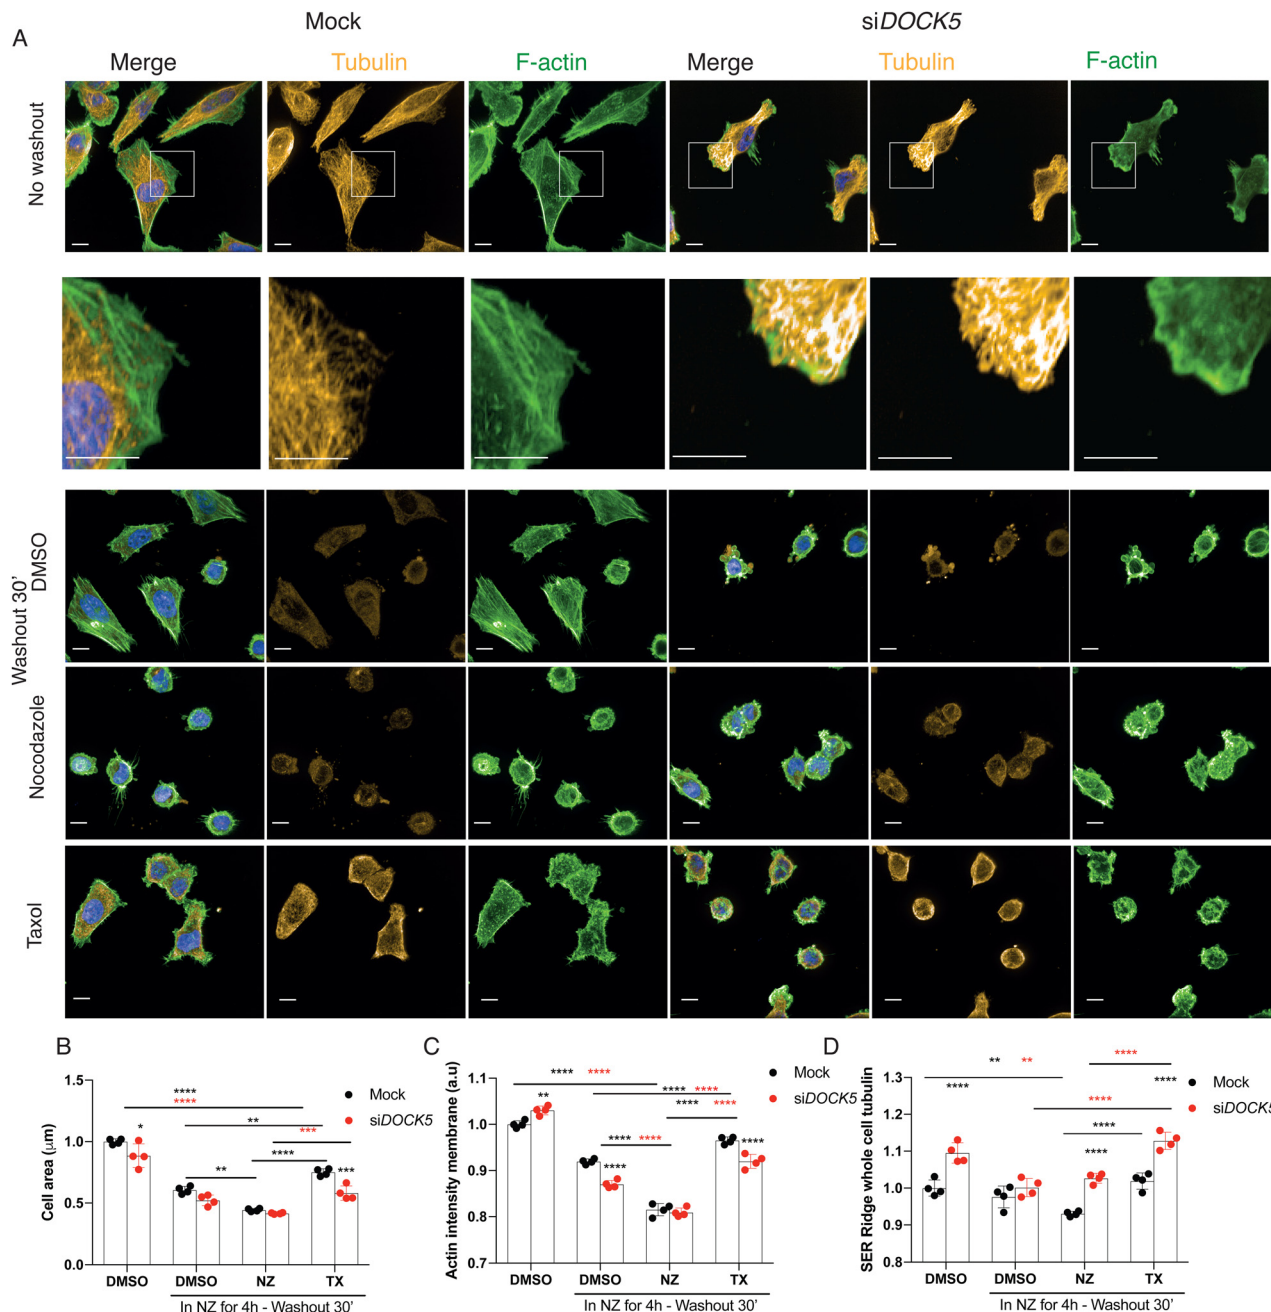 A
Mock
siDOCK5
Merge
Tubulin
F-actin
Merge
Tubulin
F-actin
No washout
Washout 30’
DMSO
Nocodazole
Taxol
B
Cell area (µm)
1.5
1.0
0.5
0.0
****
****
**
***
**
****
*
***
Mock
siDOCK5
DMSO
DMSO
NZ
TX
In NZ for 4h - Washout 30’
C
Actin intensity membrane (a.u)
1.1
1.0
0.9
0.8
0.7
**** ****
**** ****
**** ****
**** ****
**
****
****
Mock
siDOCK5
DMSO
DMSO
NZ
TX
In NZ for 4h - Washout 30’
D
SER Ridge whole cell tubulin
1.3
1.2
1.1
1.0
0.9
0.8
** **
****
****
****
****
****
****
Mock
siDOCK5
DMSO
DMSO
NZ
TX
In NZ for 4h - Washout 30’